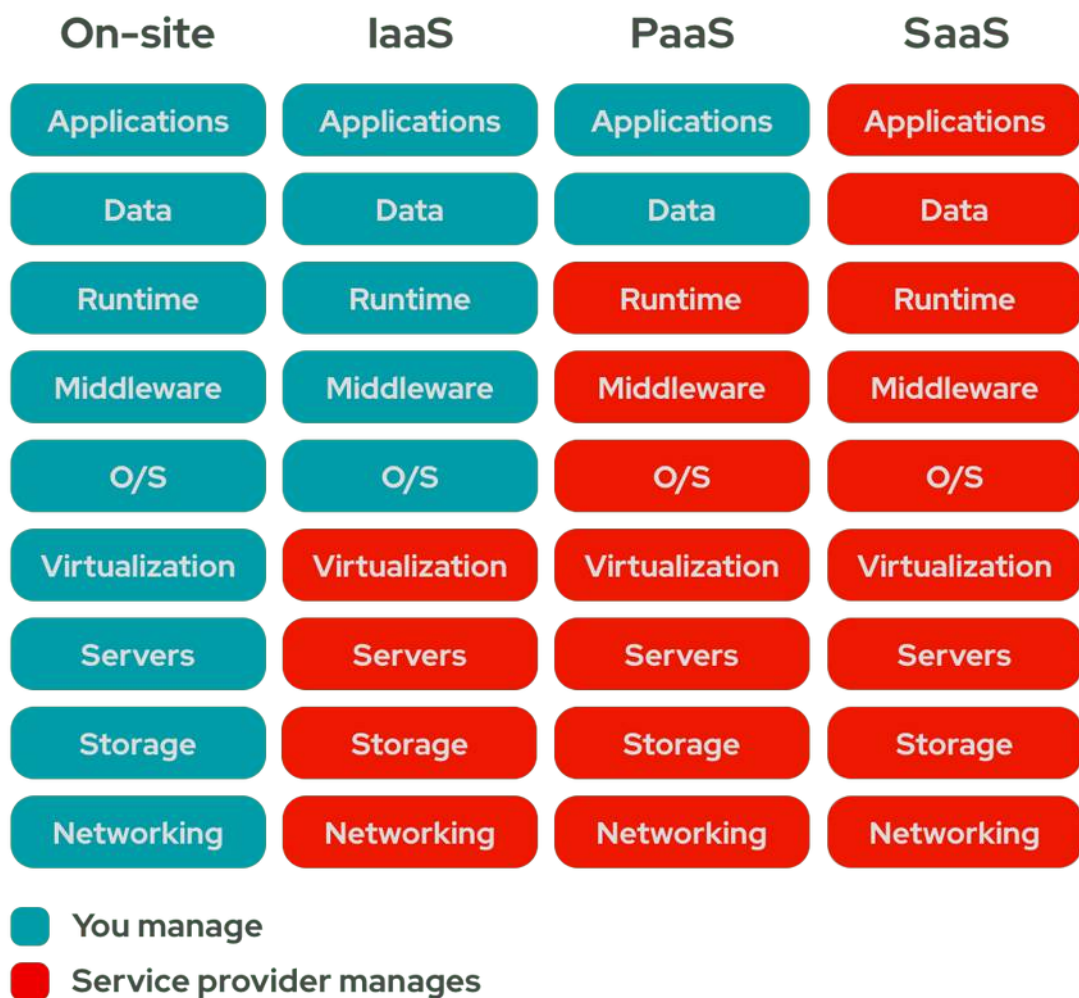 On-site IaaS PaaS SaaS
Applications Applications Applications Applications
Data Data Data Data
Runtime Runtime Runtime Runtime
Middleware Middleware Middleware Middleware
O/S O/S O/S O/S
Virtualization Virtualization Virtualization Virtualization
Servers Servers Servers Servers
Storage Storage Storage Storage
Networking Networking Networking Networking
You manage
Service provider manages